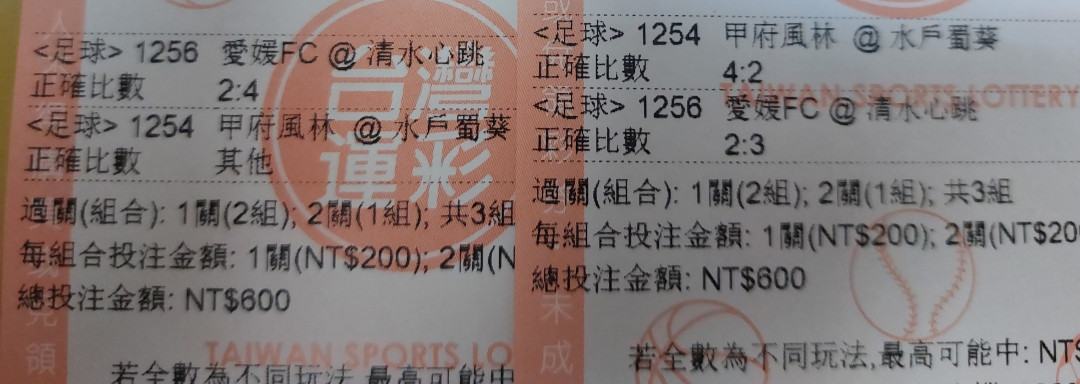 <足球> 1256 愛媛FC @ 清水心跳
正確比數 2:4
<足球> 1254 甲府風林 @ 水戶蜀葵
正確比數 其他
過關(組合): 1關(2組); 2關(1組); 共3組
每組合投注金額: 1關(NT$200); 2關(N
總投注金額: NT$600
若全數為不同玩法,最高可能中
台灣運彩
TAIWAN SPORTS LO
人
領
<足球> 1254 甲府風林 @ 水戶蜀葵
正確比數 4:2
<足球> 1256 愛媛FC @ 清水心跳
正確比數 2:3
過關(組合): 1關(2組); 2關(1組); 共3組
每組合投注金額: 1關(NT$200); 2關(NT$20
總投注金額: NT$600
若全數為不同玩法,最高可能中: NT$
TAIWAN SPORTS LOTTERY
或
未
成